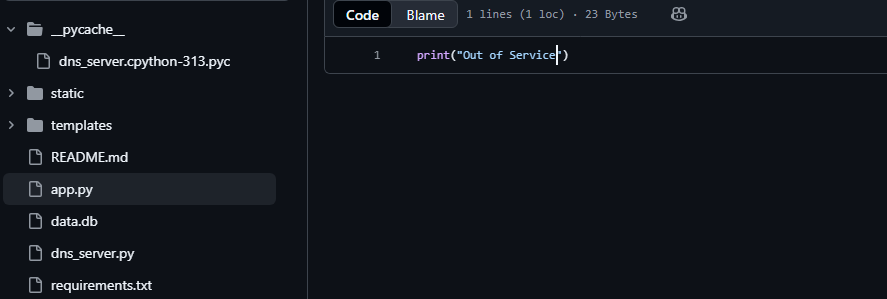 Code Blame 1 lines (1 loc) · 23 Bytes
__pycache__
dns_server.cpython-313.pyc
1 print("Out of Service")
static
templates
README.md
app.py
data.db
dns_server.py
requirements.txt